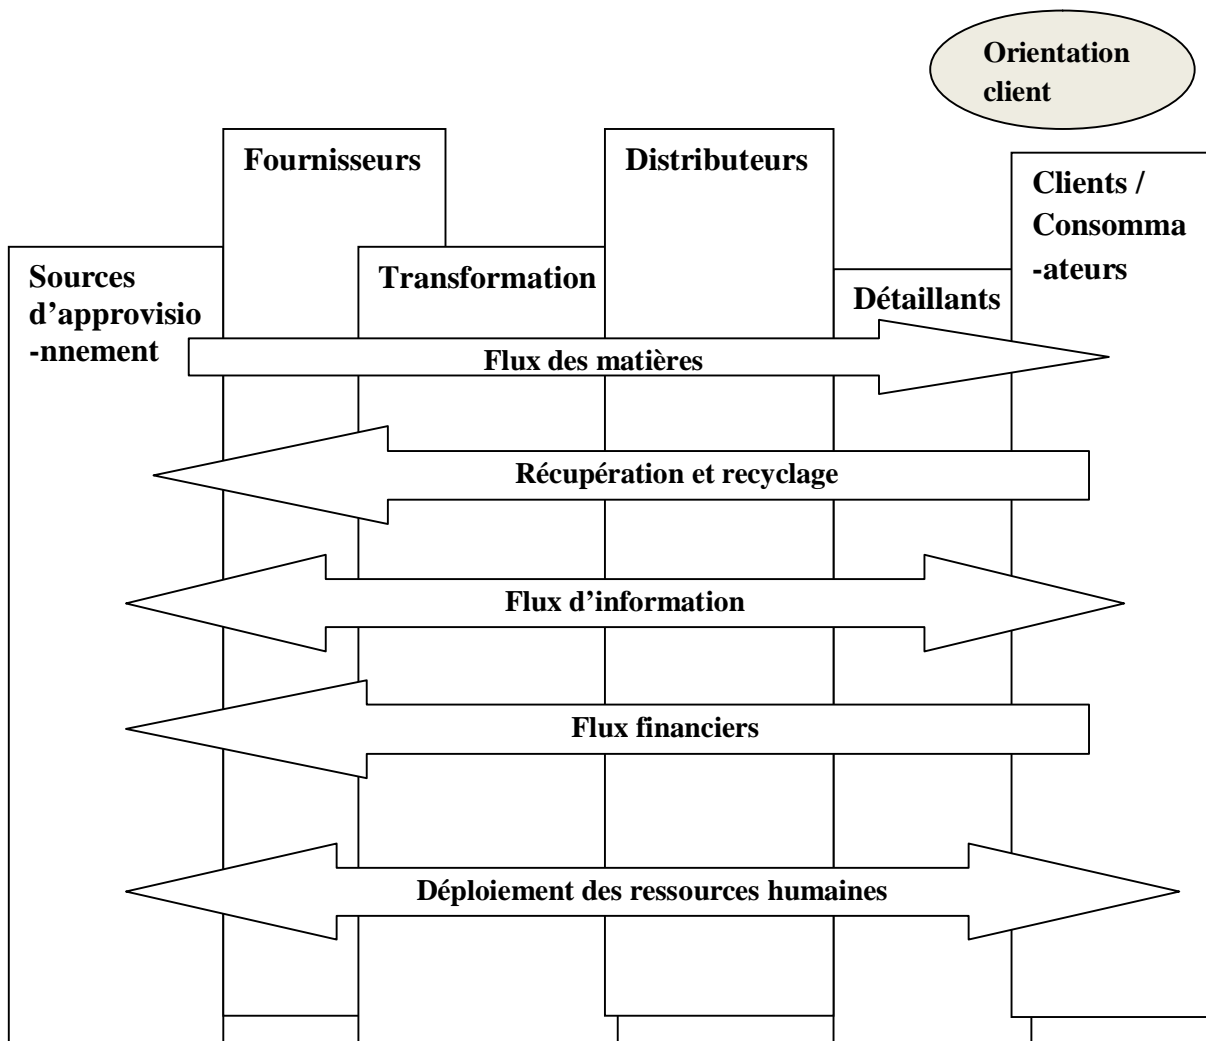 Orientation
client
Fournisseurs
Distributeurs
Clients /
Consomma
-ateurs
Sources
d’approvisio
-nnement
Transformation
Détaillants
Flux des matières
Récupération et recyclage
Flux d’information
Flux financiers
Déploiement des ressources humaines